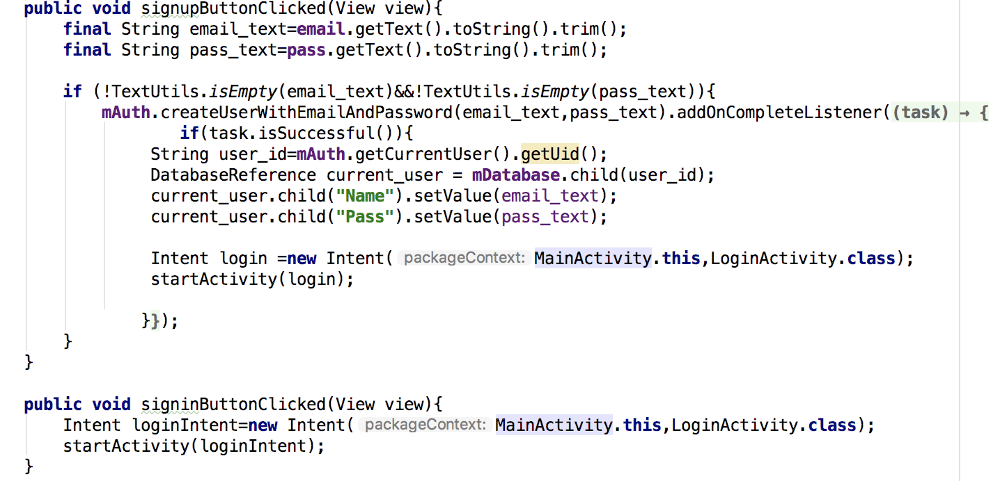 public void signupButtonClicked(View view){
final String email_text=email.getText().toString().trim();
final String pass_text=pass.getText().toString().trim();
if (!TextUtils.isEmpty(email_text)&&!TextUtils.isEmpty(pass_text)){
mAuth.createUserWithEmailAndPassword(email_text,pass_text).addOnCompleteListener((task) → {
if(task.isSuccessful()){
String user_id=mAuth.getCurrentUser().getUid();
DatabaseReference current_user = mDatabase.child(user_id);
current_user.child("Name").setValue(email_text);
current_user.child("Pass").setValue(pass_text);
Intent login =new Intent( packageContext: MainActivity.this,LoginActivity.class);
startActivity(login);
}});
}
}
public void signinButtonClicked(View view){
Intent loginIntent=new Intent( packageContext: MainActivity.this,LoginActivity.class);
startActivity(loginIntent);
}